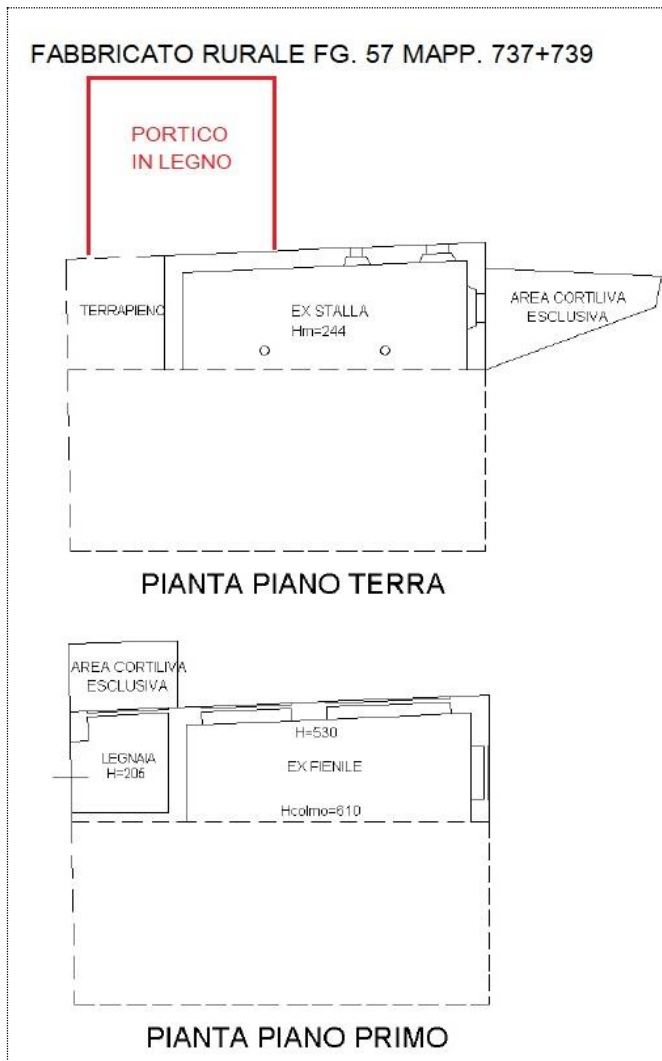 FABBRICATO RURALE FG. 57 MAPP. 737+739
PORTICO
IN LEGNO
TERRAPIENO
EX STALLA
Hm=244
AREA CORTILIVA
ESCLUSIVA
PIANTA PIANO TERRA
AREA CORTILIVA
ESCLUSIVA
LEGNAIA
H=205
H=530
EX FIENILE
Hcolmo=610
PIANTA PIANO PRIMO